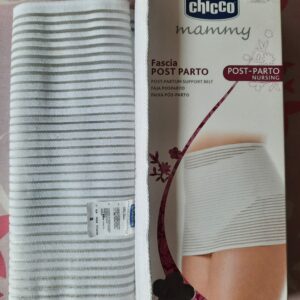 chicco
mammy
Fascia
POST PARTO
POST-PARTUM SUPPORT BELT
FAJA POSPARTO
FAIXA PÓS-PARTO
POST-PARTO
NURSING